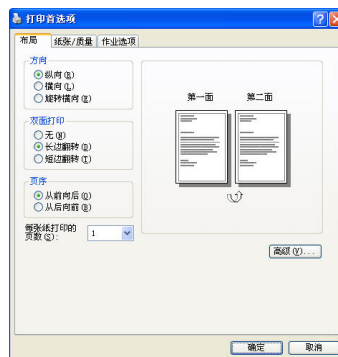 打印首选项
布局 纸张/质量 作业选项
方向
纵向(R)
横向(L)
旋转横向(E)
双面打印
无(N)
长边翻转(D)
短边翻转(T)
页序
从前向后(O)
从后向前(B)
每张纸打印的
页数(S): 1
第一面 第二面
高级(V)...
确定 取消